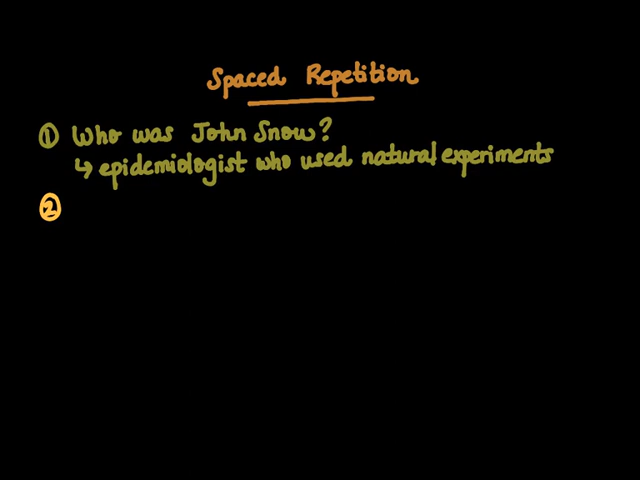 Spaced Repetition
① Who was John Snow?
↳ epidemiologist who used natural experiments
②